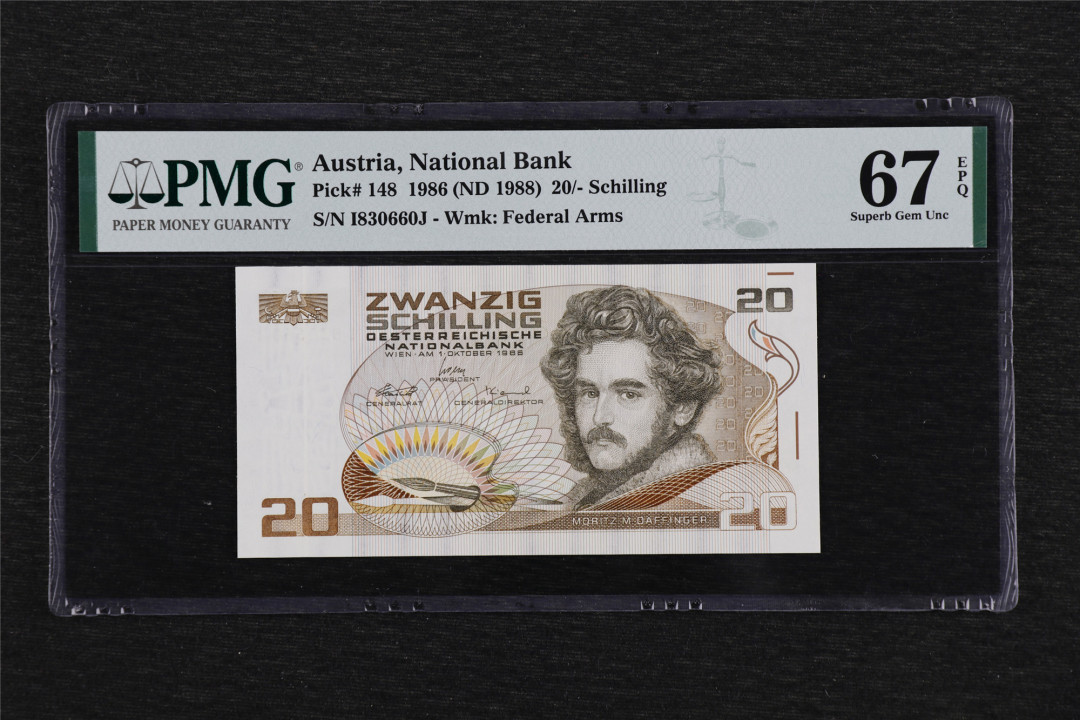 PMG®
PAPER MONEY GUARANTY
Austria, National Bank
Pick# 148 1986 (ND 1988) 20/- Schilling
S/N I830660J - Wmk: Federal Arms
67
EPQ
Superb Gem Unc
ZWANZIG
SCHILLING
OESTERREICHISCHE
NATIONALBANK
WIEN·AM 1·OKTOBER 1986
PRÄSIDENT
GENERALRAT
GENERALDIREKTOR
20
20
MORITZ M·DAFFINGER
20